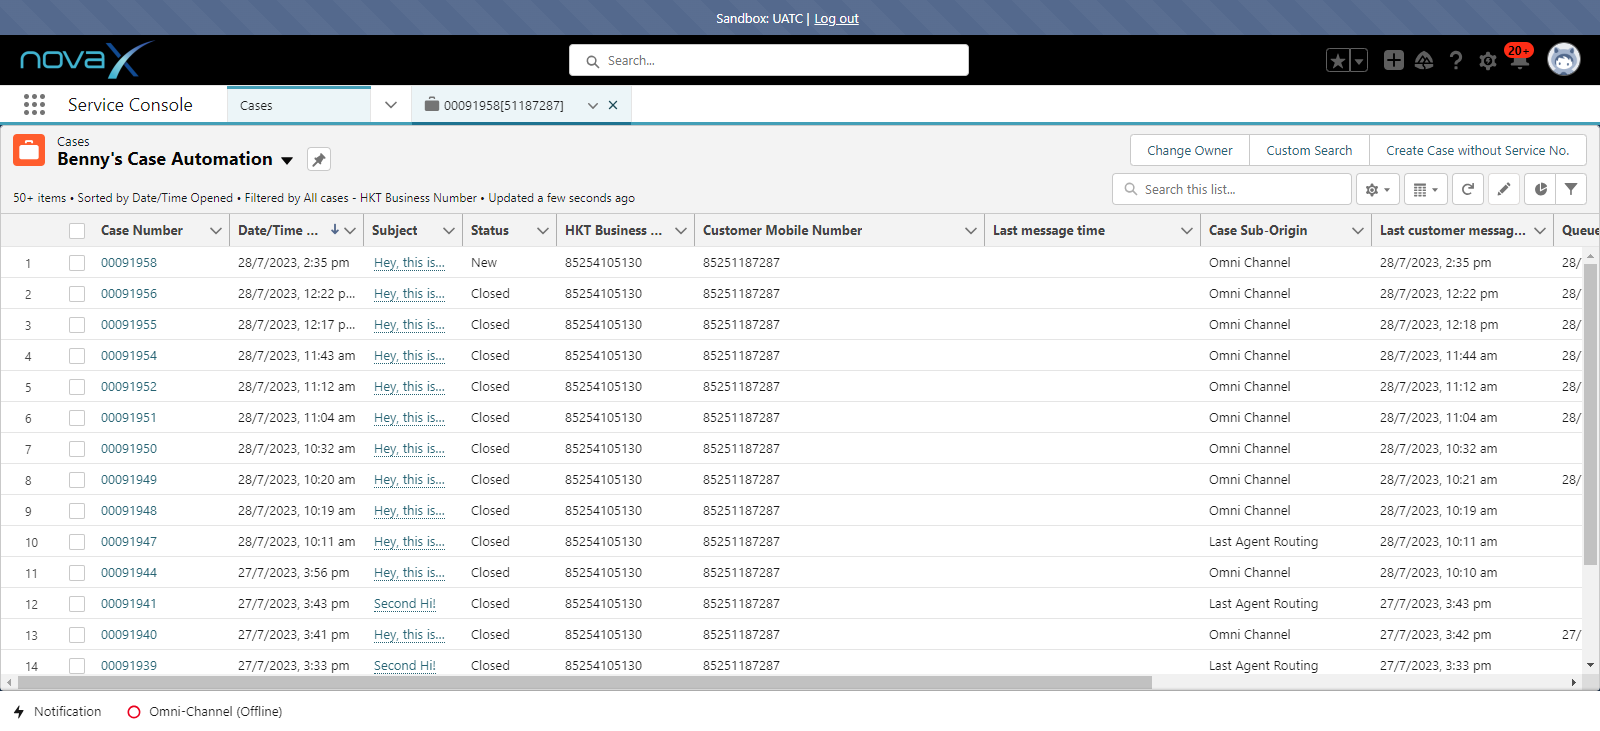 Sandbox: UATC | Log out
novax Search... 20+
Service Console Cases 00091958[51187287]
Cases
Benny's Case Automation
Change Owner Custom Search Create Case without Service No.
50+ items • Sorted by Date/Time Opened • Filtered by All cases - HKT Business Number • Updated a few seconds ago
Search this list...
Case Number Date/Time ... Subject Status HKT Business ... Customer Mobile Number Last message time Case Sub-Origin Last customer messag... Queue
1 00091958 28/7/2023, 2:35 pm Hey, this is... New 85254105130 85251187287 Omni Channel 28/7/2023, 2:35 pm 28/
2 00091956 28/7/2023, 12:22 p... Hey, this is... Closed 85254105130 85251187287 Omni Channel 28/7/2023, 12:22 pm 28/
3 00091955 28/7/2023, 12:17 p... Hey, this is... Closed 85254105130 85251187287 Omni Channel 28/7/2023, 12:18 pm 28/
4 00091954 28/7/2023, 11:43 am Hey, this is... Closed 85254105130 85251187287 Omni Channel 28/7/2023, 11:44 am 28/
5 00091952 28/7/2023, 11:12 am Hey, this is... Closed 85254105130 85251187287 Omni Channel 28/7/2023, 11:12 am 28/
6 00091951 28/7/2023, 11:04 am Hey, this is... Closed 85254105130 85251187287 Omni Channel 28/7/2023, 11:04 am 28/
7 00091950 28/7/2023, 10:32 am Hey, this is... Closed 85254105130 85251187287 Omni Channel 28/7/2023, 10:32 am
8 00091949 28/7/2023, 10:20 am Hey, this is... Closed 85254105130 85251187287 Omni Channel 28/7/2023, 10:21 am 28/
9 00091948 28/7/2023, 10:19 am Hey, this is... Closed 85254105130 85251187287 Omni Channel 28/7/2023, 10:19 am
10 00091947 28/7/2023, 10:11 am Hey, this is... Closed 85254105130 85251187287 Last Agent Routing 28/7/2023, 10:11 am
11 00091944 27/7/2023, 3:56 pm Hey, this is... Closed 85254105130 85251187287 Omni Channel 28/7/2023, 10:10 am
12 00091941 27/7/2023, 3:43 pm Second Hi! Closed 85254105130 85251187287 Last Agent Routing 27/7/2023, 3:43 pm
13 00091940 27/7/2023, 3:41 pm Hey, this is... Closed 85254105130 85251187287 Omni Channel 27/7/2023, 3:42 pm 27/
14 00091939 27/7/2023, 3:33 pm Second Hi! Closed 85254105130 85251187287 Last Agent Routing 27/7/2023, 3:33 pm
Notification Omni-Channel (Offline)